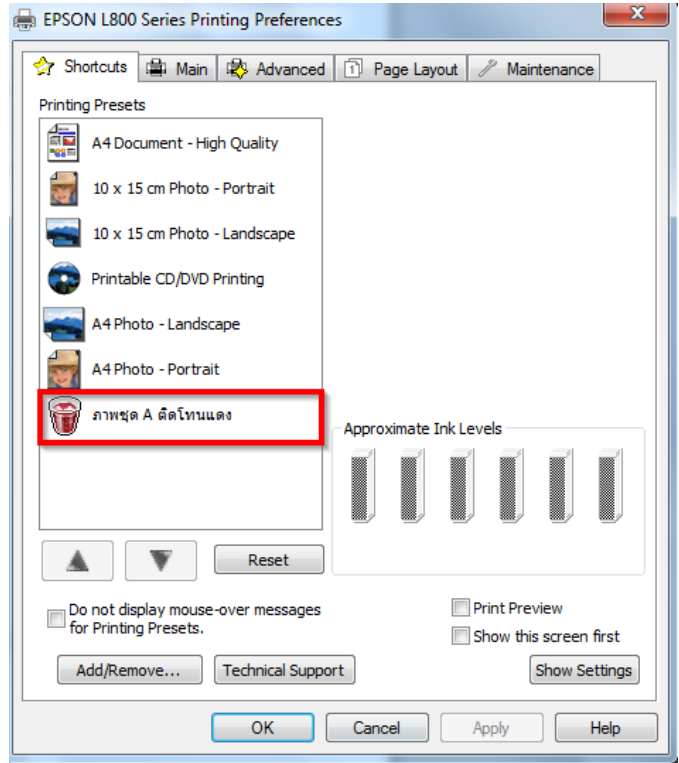 EPSON L800 Series Printing Preferences
Shortcuts Main Advanced Page Layout Maintenance
Printing Presets
A4 Document - High Quality
10 x 15 cm Photo - Portrait
10 x 15 cm Photo - Landscape
Printable CD/DVD Printing
A4 Photo - Landscape
A4 Photo - Portrait
ภาพชุด A ติดโทนแดง
Approximate Ink Levels
Reset
Do not display mouse-over messages
for Printing Presets.
Print Preview
Show this screen first
Add/Remove... Technical Support Show Settings
OK Cancel Apply Help